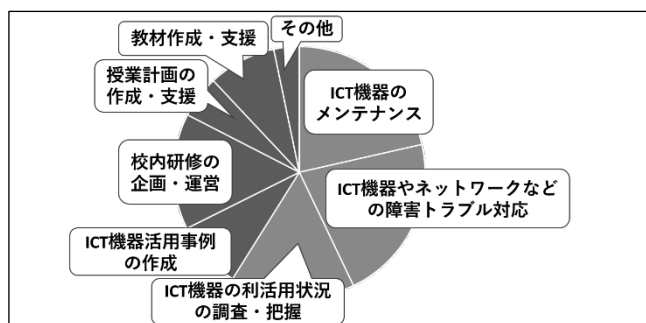 その他
教材作成・支援
授業計画の
作成・支援
ICT機器の
メンテナンス
校内研修の
企画・運営
ICT機器やネットワークなど
の障害トラブル対応
ICT機器活用事例
の作成
ICT機器の利活用状況
の調査・把握